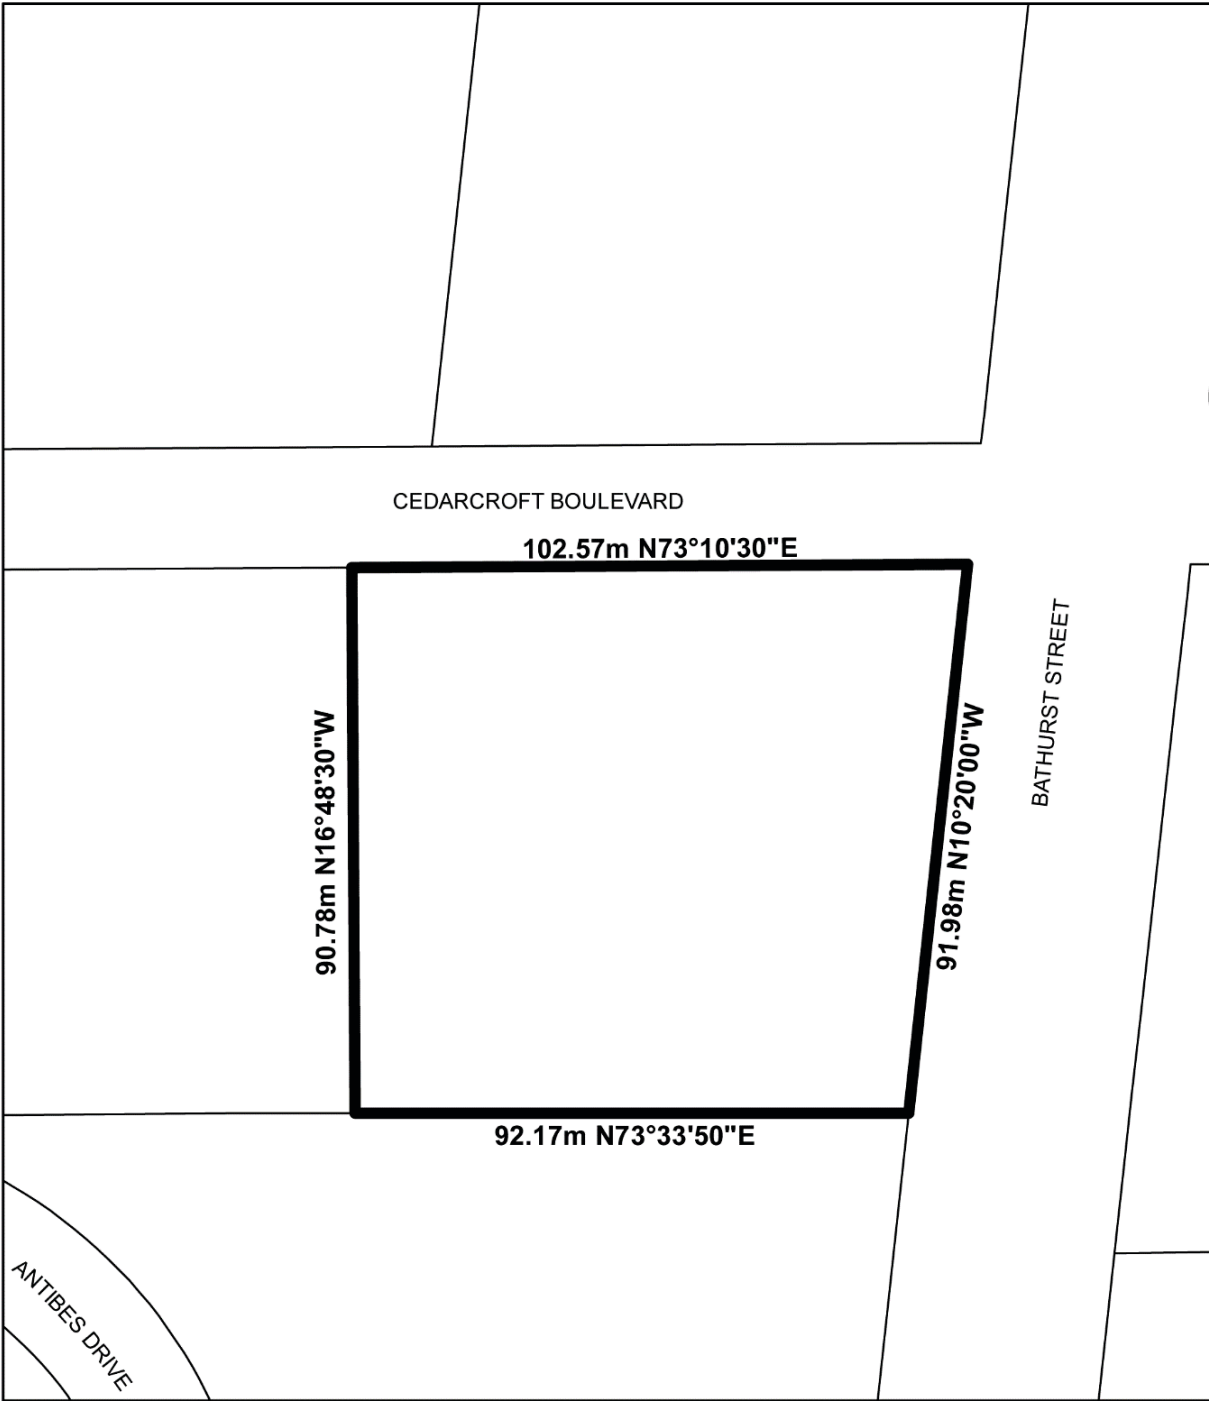 CEDARCROFT BOULEVARD
102.57m N73°10'30"E
BATHURST STREET
90.78m N16°48'30"W
91.98m N10°20'00"W
92.17m N73°33'50"E
ANTIBES DRIVE